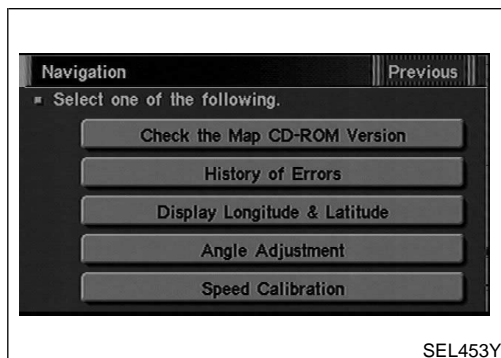 Navigation Previous
Select one of the following.
Check the Map CD-ROM Version
History of Errors
Display Longitude & Latitude
Angle Adjustment
Speed Calibration
SEL453Y